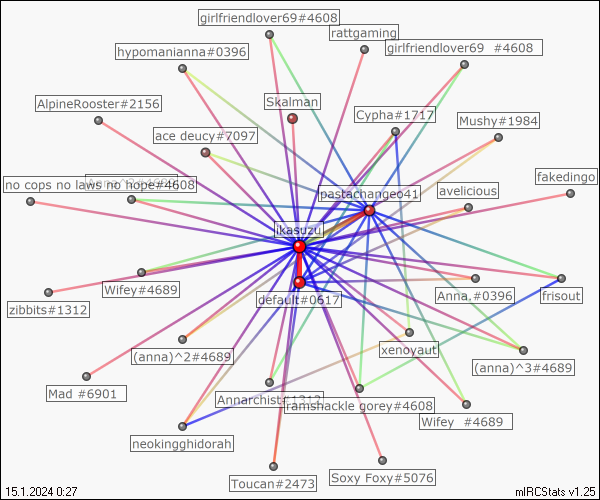 girlfriendlover69#4608
rattgaming
girlfriendlover69 #4608
hypomanianna#0396
AlpineRooster#2156
Skalman
Cypha#1717
Mushy#1984
ace deucy#7097
fakedingo
no cops no laws no hope#4608
pastachangeo41
avelicious
ikasuzu
Wifey#4689
default#0617
Anna.#0396
frisout
zibbits#1312
(anna)^2#4689
xenoyaut
(anna)^3#4689
Mad #6901
Annarchist#1312
ramshackle gorey#4608
Wifey #4689
neokingghidorah
Toucan#2473
Soxy Foxy#5076
15.1.2024 0:27
mIRCStats v1.25